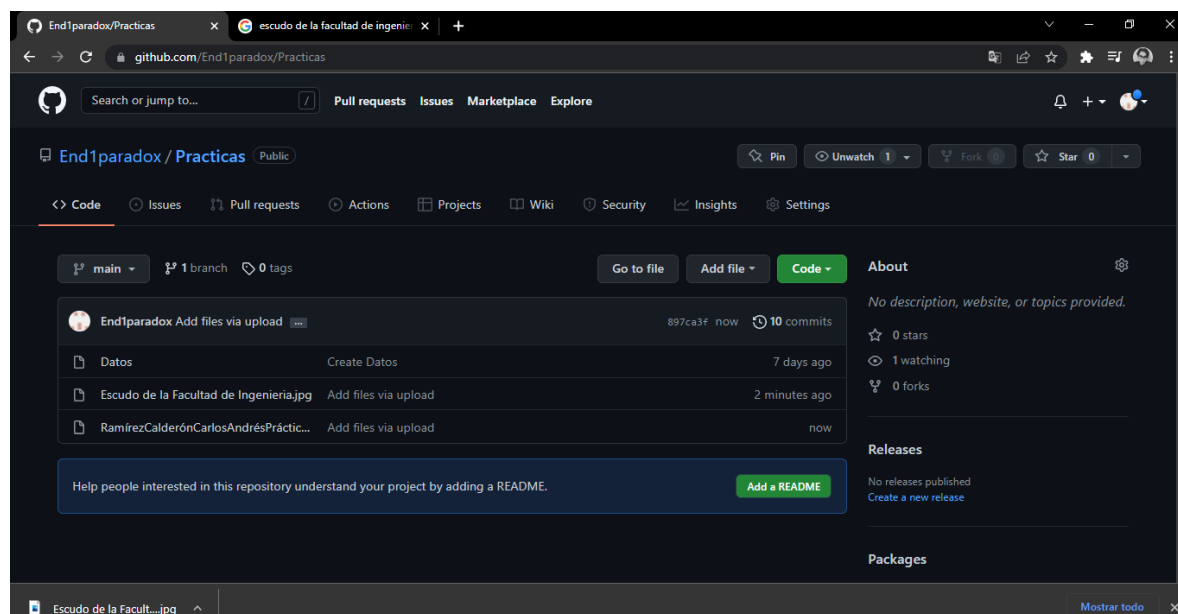 End1paradox/Practicas escudo de la facultad de ingenier
github.com/End1paradox/Practicas
Search or jump to... / Pull requests Issues Marketplace Explore
End1paradox / Practicas Public Pin Unwatch 1 Fork 0 Star 0
<> Code Issues Pull requests Actions Projects Wiki Security Insights Settings
main 1 branch 0 tags Go to file Add file Code About
No description, website, or topics provided.
End1paradox Add files via upload ... 897ca3f now 10 commits
0 stars
Datos Create Datos 7 days ago 1 watching
0 forks
Escudo de la Facultad de Ingenieria.jpg Add files via upload 2 minutes ago
RamírezCalderónCarlosAndrésPráctic... Add files via upload now
Releases
Help people interested in this repository understand your project by adding a README. Add a README
No releases published
Create a new release
Packages
Escudo de la Facult....jpg Mostrar todo